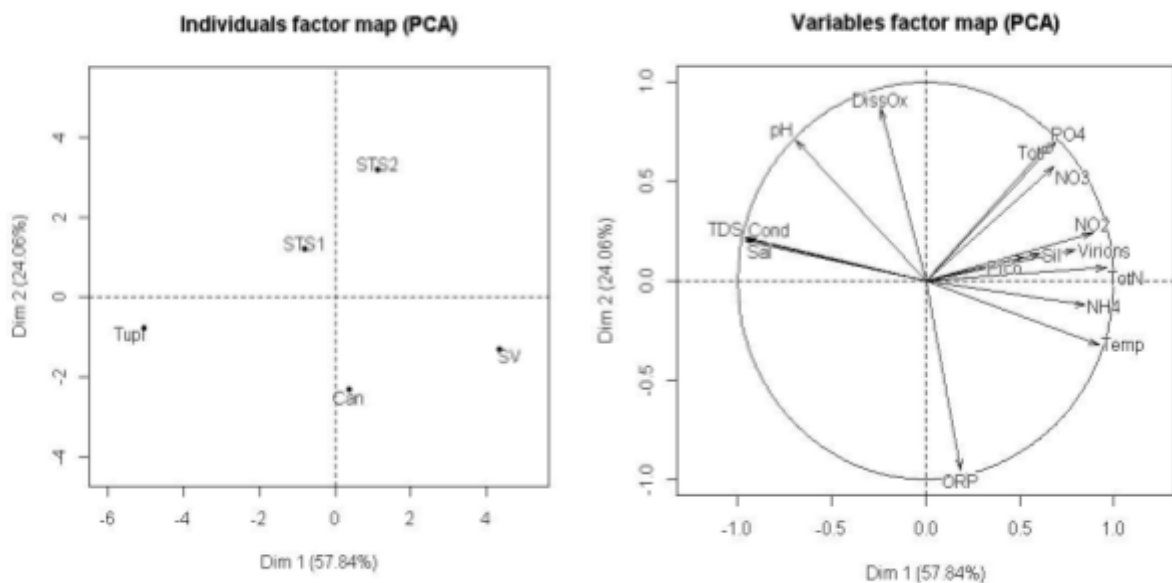 Individuals factor map (PCA)
Dim 2 (24.06%)
4
2
0
-2
-4
STS2
STS1
Tupi
SV
Can
-6
-4
-2
0
2
4
Dim 1 (57.84%)
Variables factor map (PCA)
Dim 2 (24.06%)
1.0
0.5
0.0
-0.5
-1.0
DissOx
pH
PO4
TotP
NO3
TDS Cond
Sal
NO2
Virions
Sil
Pico
TotN
NH4
Temp
ORP
-1.0
-0.5
0.0
0.5
1.0
Dim 1 (57.84%)